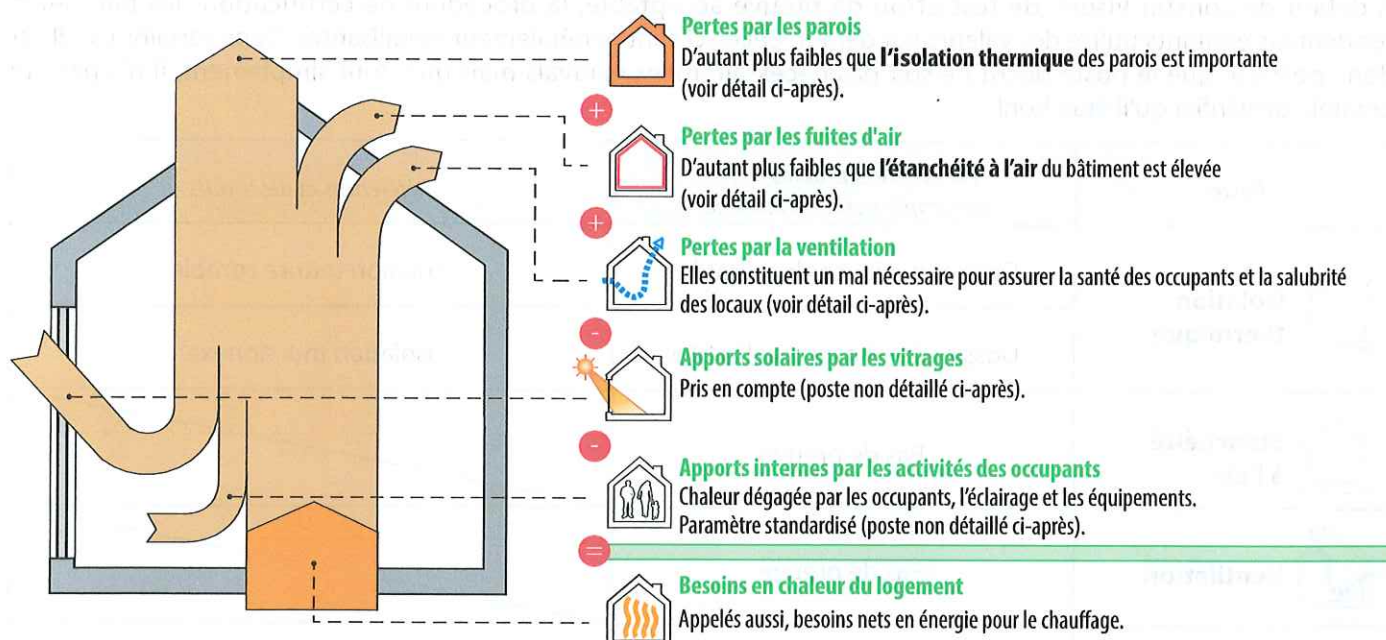 Pertes par les parois
D'autant plus faibles que l'isolation thermique des parois est importante
(voir détail ci-après).
+
Pertes par les fuites d'air
D'autant plus faibles que l'étanchéité à l'air du bâtiment est élevée
(voir détail ci-après).
+
Pertes par la ventilation
Elles constituent un mal nécessaire pour assurer la santé des occupants et la salubrité
des locaux (voir détail ci-après).
-
Apports solaires par les vitrages
Pris en compte (poste non détaillé ci-après).
-
Apports internes par les activités des occupants
Chaleur dégagée par les occupants, l'éclairage et les équipements.
Paramètre standardisé (poste non détaillé ci-après).
=
Besoins en chaleur du logement
Appelés aussi, besoins nets en énergie pour le chauffage.